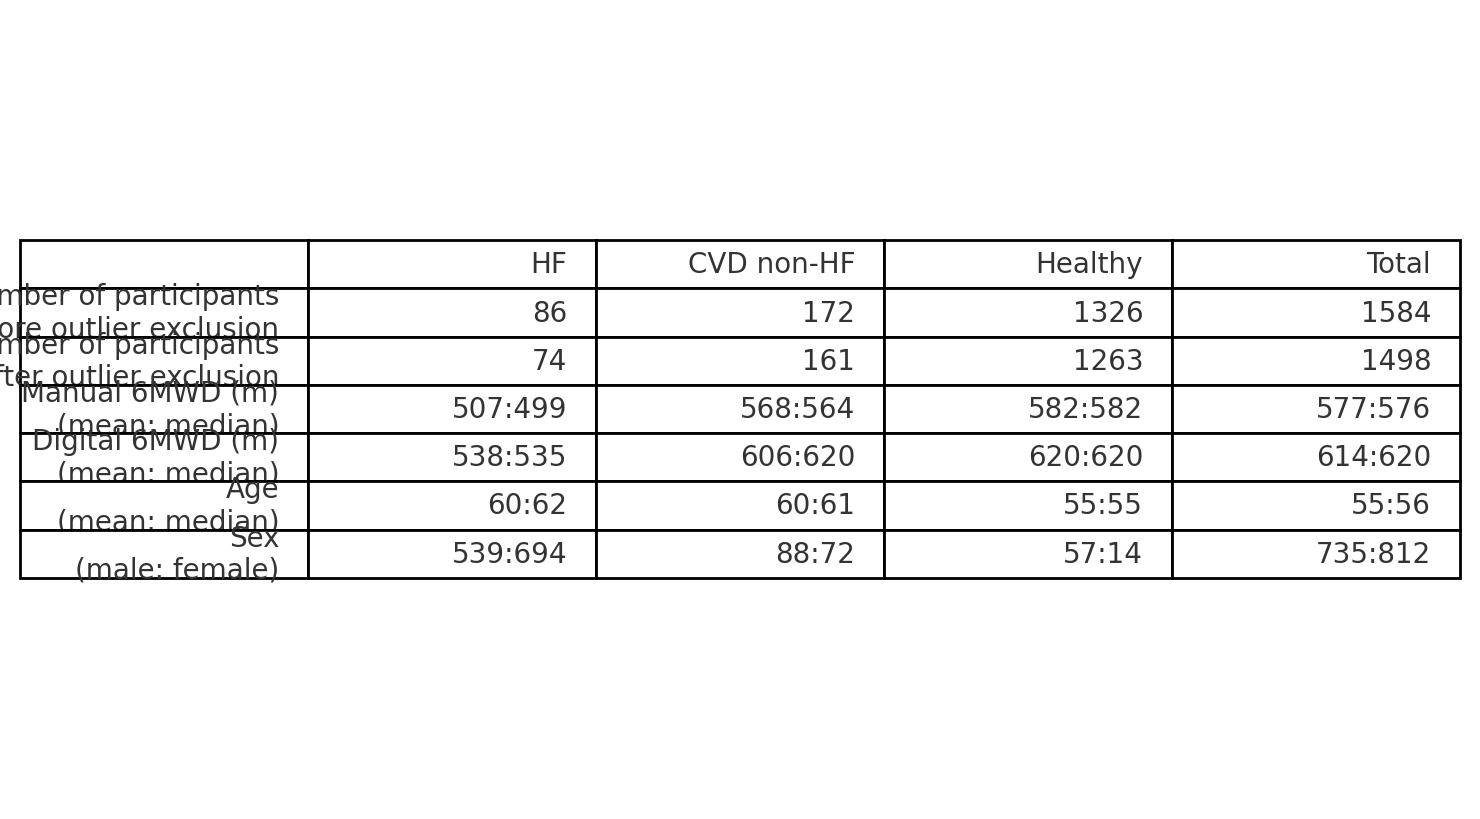 HF CVD non-HF Healthy Total
mber of participants
ore outlier exclusion 86 172 1326 1584
mber of participants
fter outlier exclusion 74 161 1263 1498
Manual 6MWD (m)
(mean: median) 507:499 568:564 582:582 577:576
Digital 6MWD (m)
(mean: median) 538:535 606:620 620:620 614:620
Age
(mean: median) 60:62 60:61 55:55 55:56
Sex
(male: female) 539:694 88:72 57:14 735:812